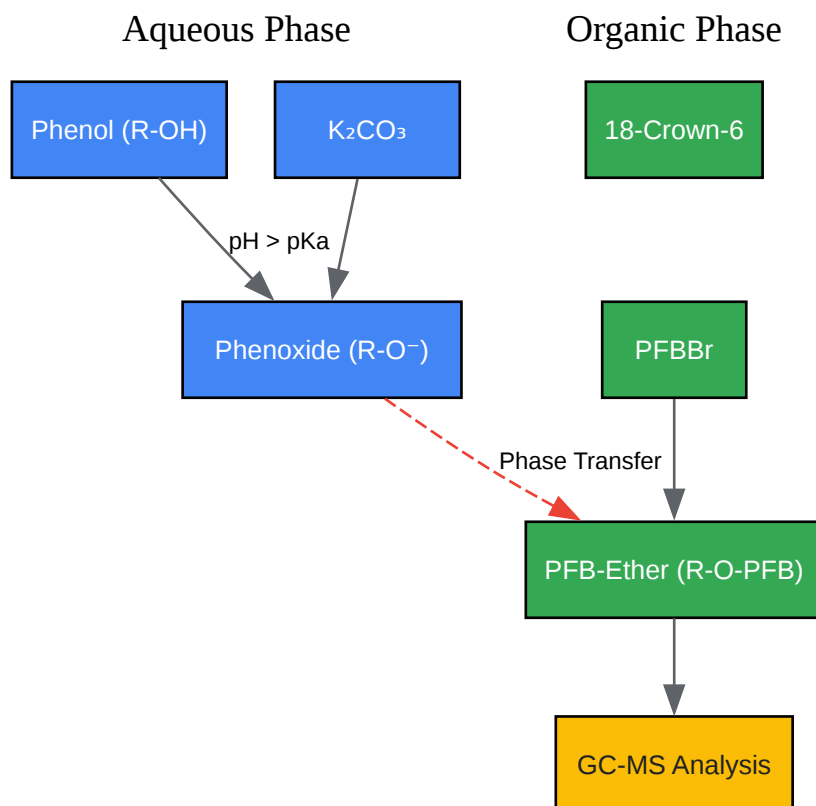 Aqueous Phase
Organic Phase
Phenol (R-OH)
K₂CO₃
18-Crown-6
pH > pKa
Phenoxide (R-O⁻)
PFBBr
Phase Transfer
PFB-Ether (R-O-PFB)
GC-MS Analysis